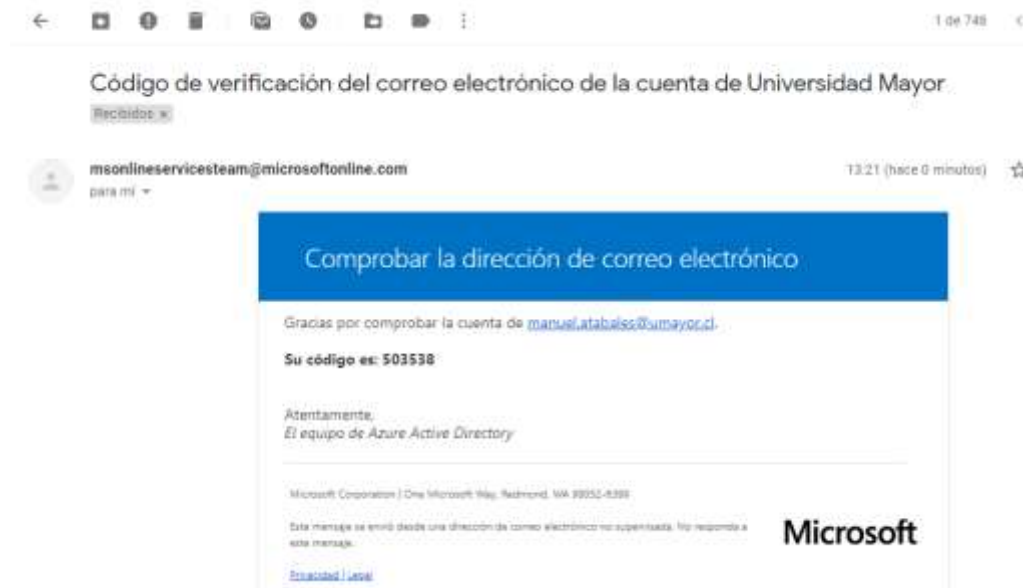 1 de 748
Código de verificación del correo electrónico de la cuenta de Universidad Mayor
Recibidos x
msonlineservicesteam@microsoftonline.com
13:21 (hace 0 minutos)
para mí
Comprobar la dirección de correo electrónico
Gracias por comprobar la cuenta de manuel.atabales@umayor.cl.
Su código es: 503538
Atentamente,
El equipo de Azure Active Directory
Microsoft Corporation | One Microsoft Way, Redmond, WA 98052-6399
Este mensaje se envió desde una dirección de correo electrónico no supervisada. No responda a
este mensaje.
Privacidad | Legal
Microsoft